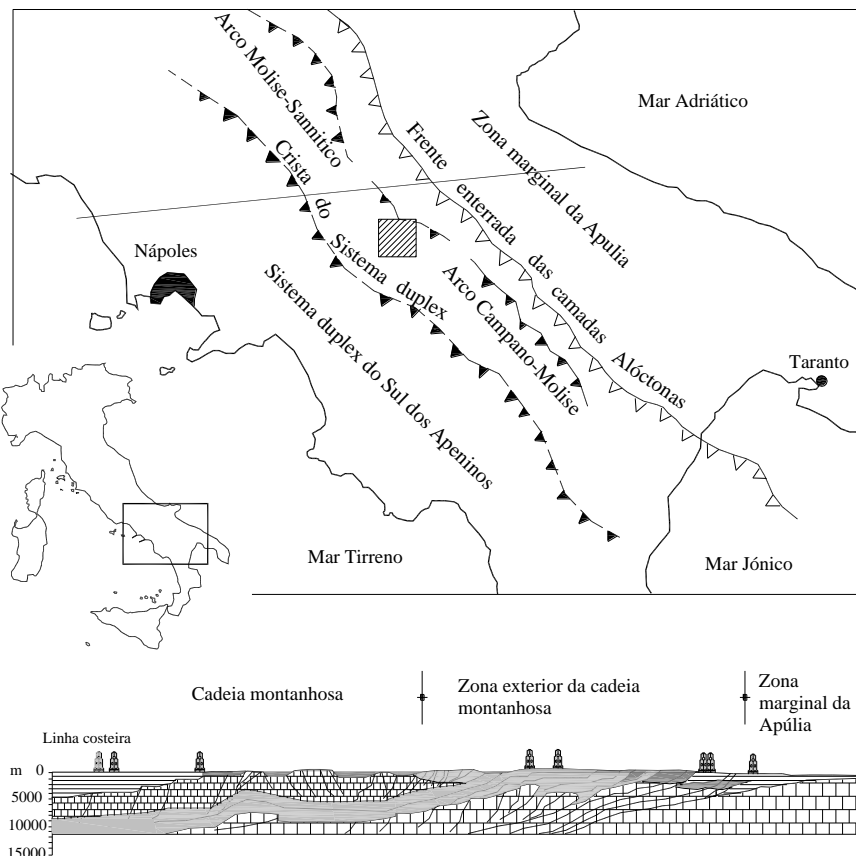 Arco Molise-Sannitico
Mar Adriático
Zona marginal da Apulia
Frente enterrada das camadas Alóctonas
Crista do Sistema duplex
Nápoles
Arco Campano-Molise
Sistema duplex do Sul dos Apeninos
Taranto
Mar Tirreno
Mar Jónico
Cadeia montanhosa
Zona exterior da cadeia
montanhosa
Zona
marginal da
Apúlia
Linha costeira
m 0
5000
10000
15000